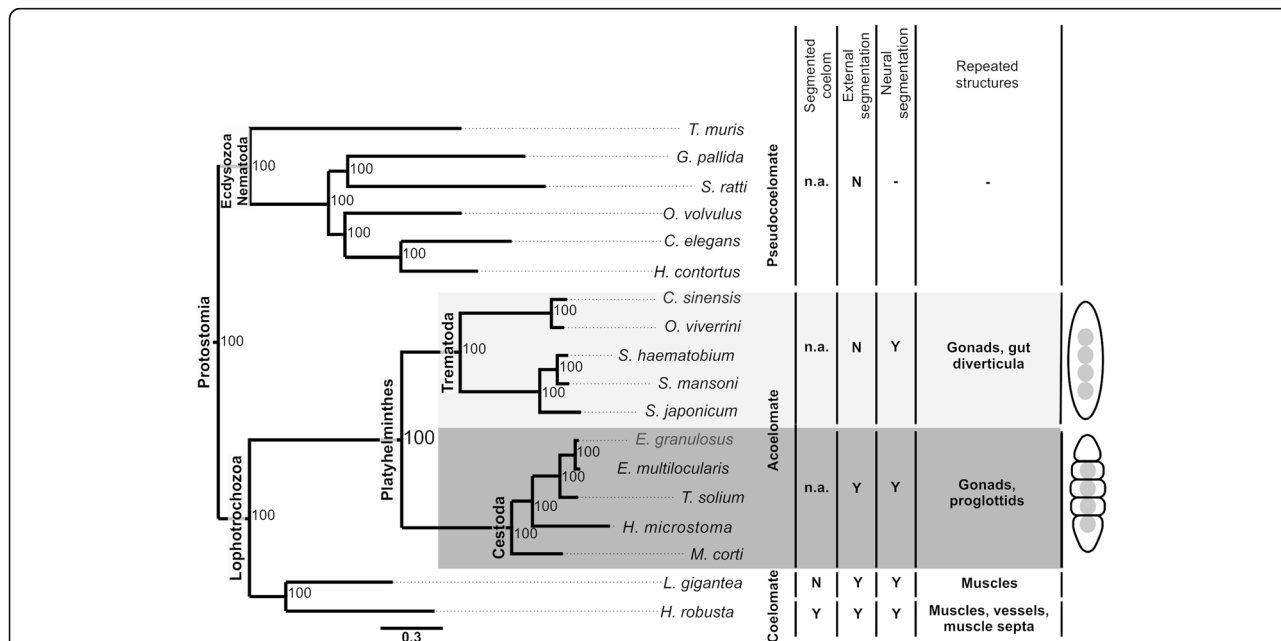 Segmented
coelom
External
segmentation
Neural
segmentation
Repeated
structures
Protostomia
100
Ecdysozoa
Nematoda
100
100
100
100
100
T. muris
G. pallida
S. ratti
O. volvulus
C. elegans
H. contortus
Pseudocoelomate
n.a. N - -
Lophotrochozoa
100
Platyhelminthes
100
Trematoda
100
100
100
100
C. sinensis
O. viverrini
S. haematobium
S. mansoni
S. japonicum
Acoelomate
n.a. N Y Gonads, gut
diverticula
Cestoda
100
100
100
100
E. granulosus
E. multilocularis
T. solium
H. microstoma
M. corti
n.a. Y Y Gonads,
proglottids
100
L. gigantea
H. robusta
Coelomate
N Y Y Muscles
Y Y Y Muscles, vessels,
muscle septa
0.3